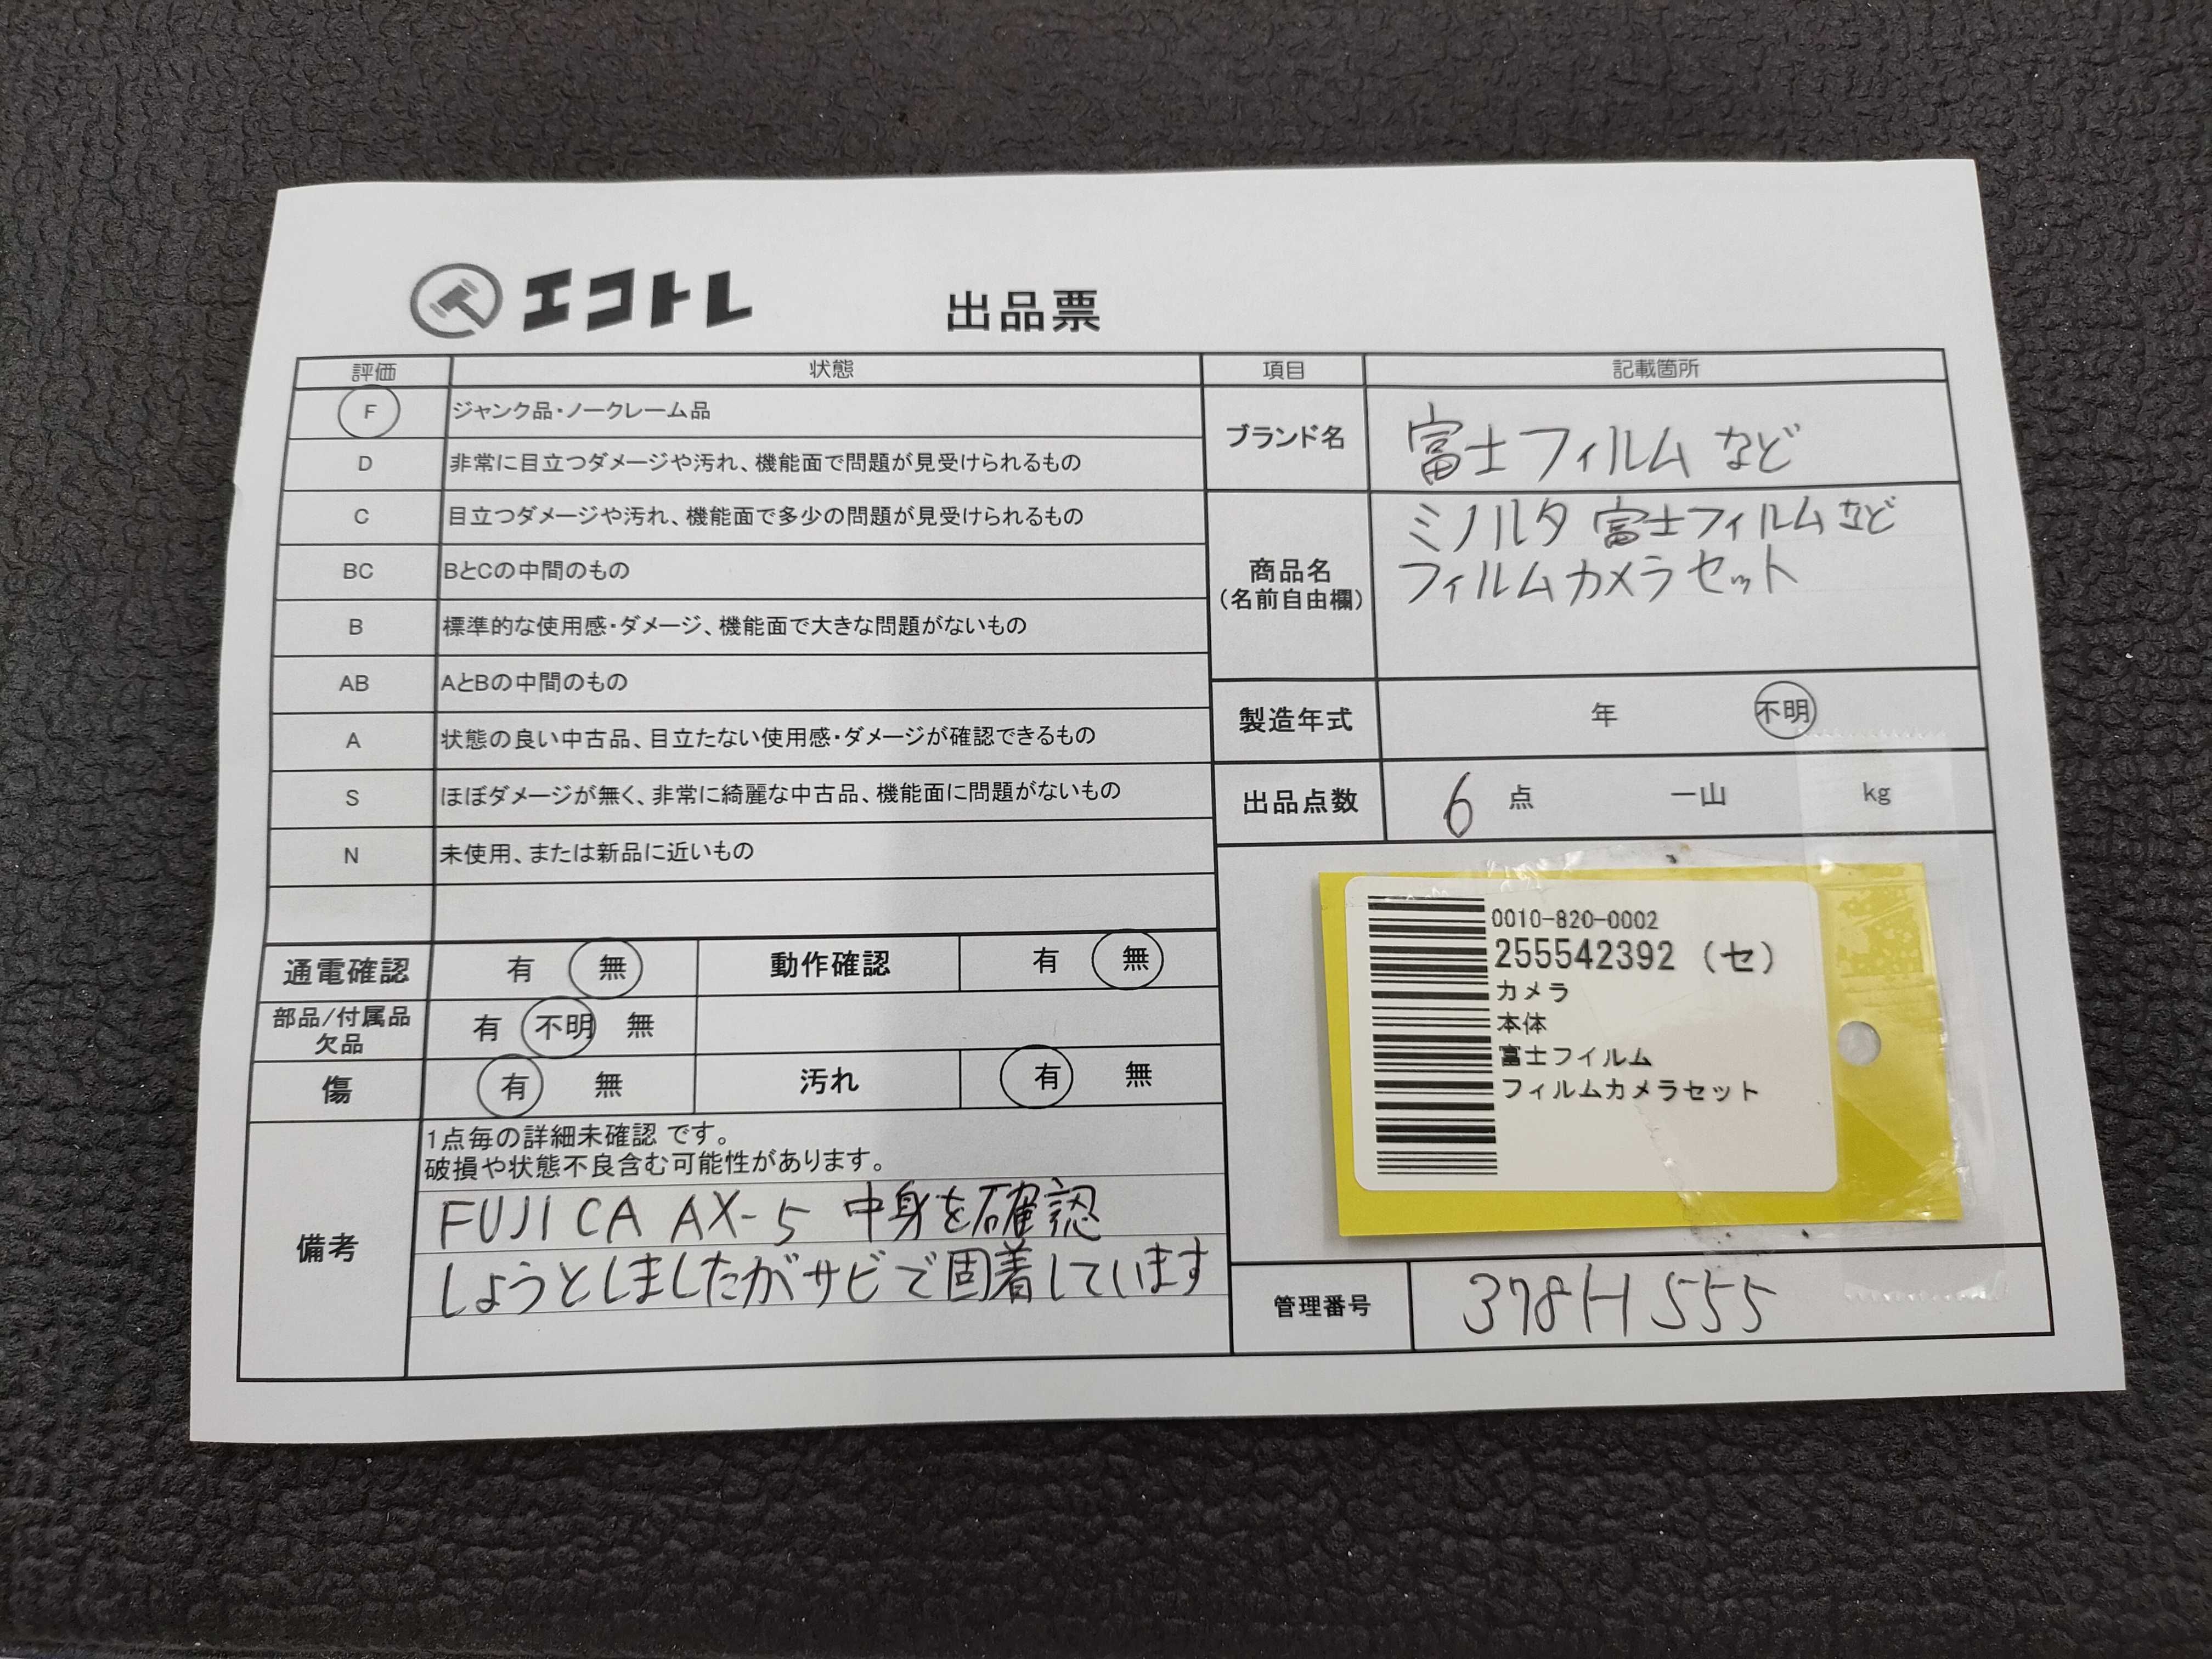 エコトレ
出品票
評価 状態
F ジャンク品・ノークレーム品
D 非常に目立つダメージや汚れ、機能面で問題が見受けられるもの
C 目立つダメージや汚れ、機能面で多少の問題が見受けられるもの
BC BとCの中間のもの
B 標準的な使用感・ダメージ、機能面で大きな問題がないもの
AB AとBの中間のもの
A 状態の良い中古品、目立たない使用感・ダメージが確認できるもの
S ほぼダメージが無く、非常に綺麗な中古品、機能面に問題がないもの
N 未使用、または新品に近いもの
通電確認 有 無 動作確認 有 無
部品/付属品
欠品
有 不明 無
傷 有 無 汚れ 有 無
備考
1点毎の詳細未確認 です。
破損や状態不良含む可能性があります。
FUJICA AX-5 中身を確認
しようとしましたがサビで固着しています
項目 記載箇所
ブランド名 富士フィルム など
商品名
(名前自由欄)
ミノルタ 富士フィルムなど
フィルムカメラセット
製造年式 年 不明
出品点数 6 点 一山 kg
0010-820-0002
255542392 (セ)
カメラ
本体
富士フイルム
フィルムカメラセット
管理番号 378H555